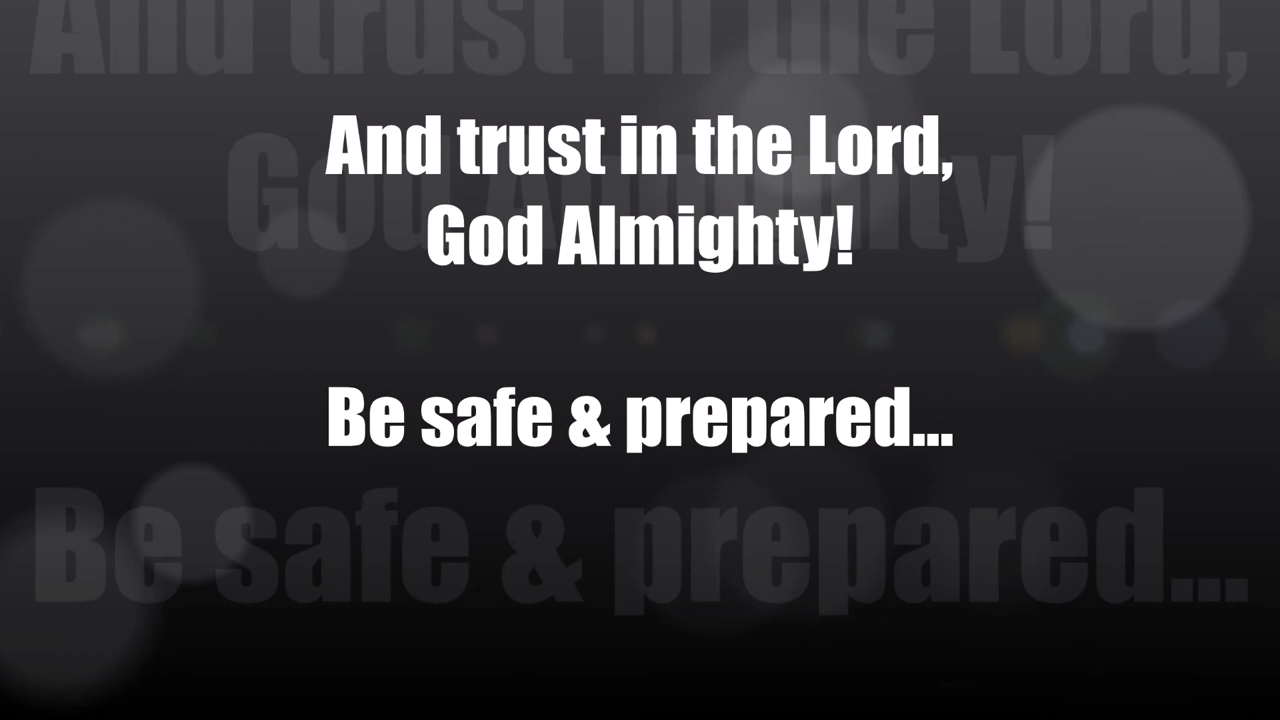 And trust in the Lord,
God Almighty!
Be safe & prepared...